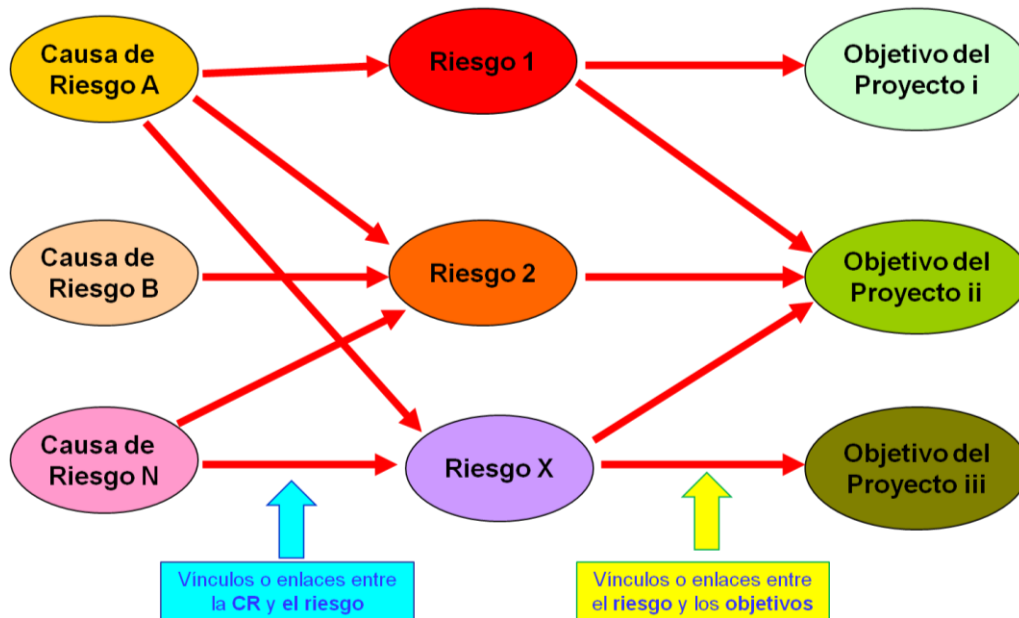 Causa de
Riesgo A
Riesgo 1
Objetivo del
Proyecto i
Causa de
Riesgo B
Riesgo 2
Objetivo del
Proyecto ii
Causa de
Riesgo N
Riesgo X
Objetivo del
Proyecto iii
Vínculos o enlaces entre
la CR y el riesgo
Vínculos o enlaces entre
el riesgo y los objetivos